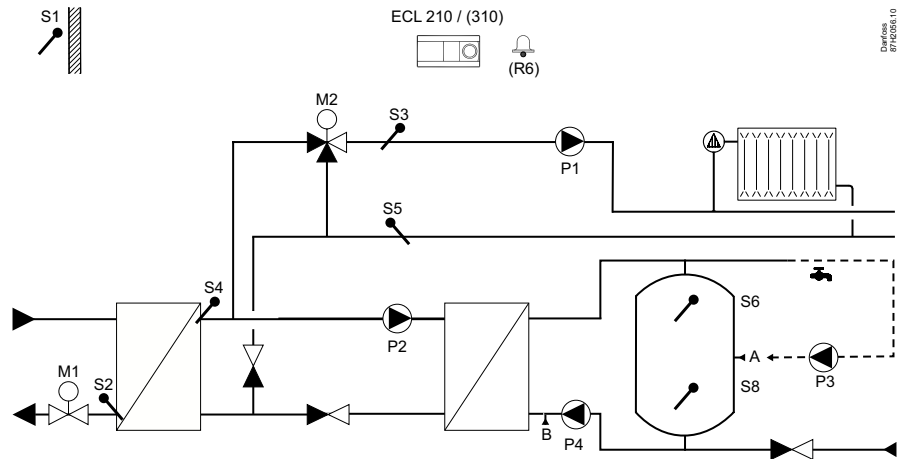 S1
ECL 210 / (310)
Danfoss
87H2056.10
(R6)
M2
S3
P1
S5
S4
S6
P2
A
M1
S2
S8
P3
B
P4